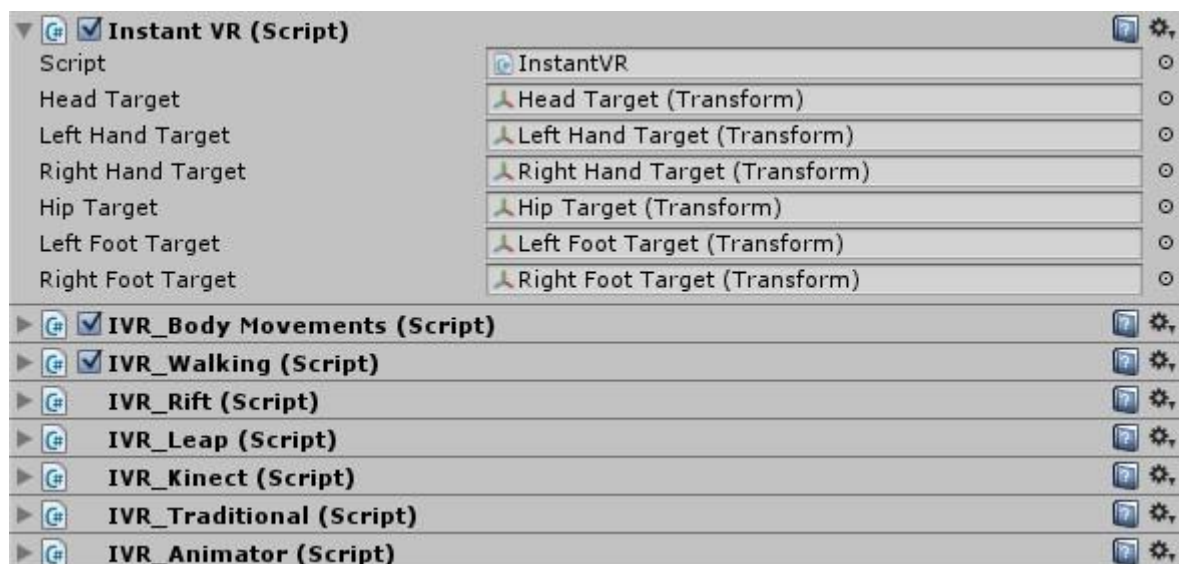 Instant VR (Script)
Script InstantVR
Head Target Head Target (Transform)
Left Hand Target Left Hand Target (Transform)
Right Hand Target Right Hand Target (Transform)
Hip Target Hip Target (Transform)
Left Foot Target Left Foot Target (Transform)
Right Foot Target Right Foot Target (Transform)
IVR_Body Movements (Script)
IVR_Walking (Script)
IVR_Rift (Script)
IVR_Leap (Script)
IVR_Kinect (Script)
IVR_Traditional (Script)
IVR_Animator (Script)